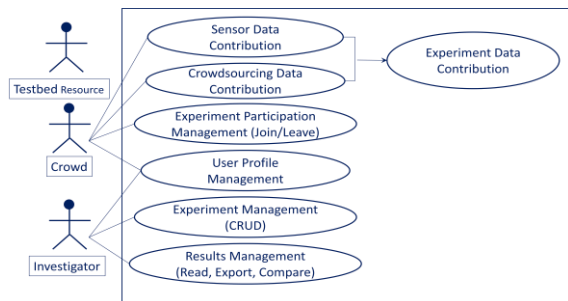 Sensor Data
Contribution
Experiment Data
Contribution
Testbed Resource
Crowdsourcing Data
Contribution
Experiment Participation
Management (Join/Leave)
Crowd
User Profile
Management
Experiment Management
(CRUD)
Investigator
Results Management
(Read, Export, Compare)